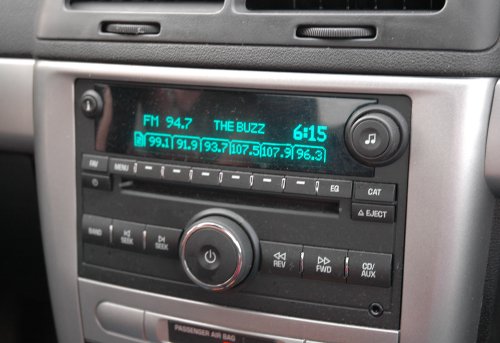 FM 94.7 THE BUZZ 6:15
99.1 91.9 93.7 107.5 107.9 96.3
FAV MENU EQ CAT
EJECT
BAND SEEK SEEK REV FWD CD/
AUX
PASSENGER AIR BAG